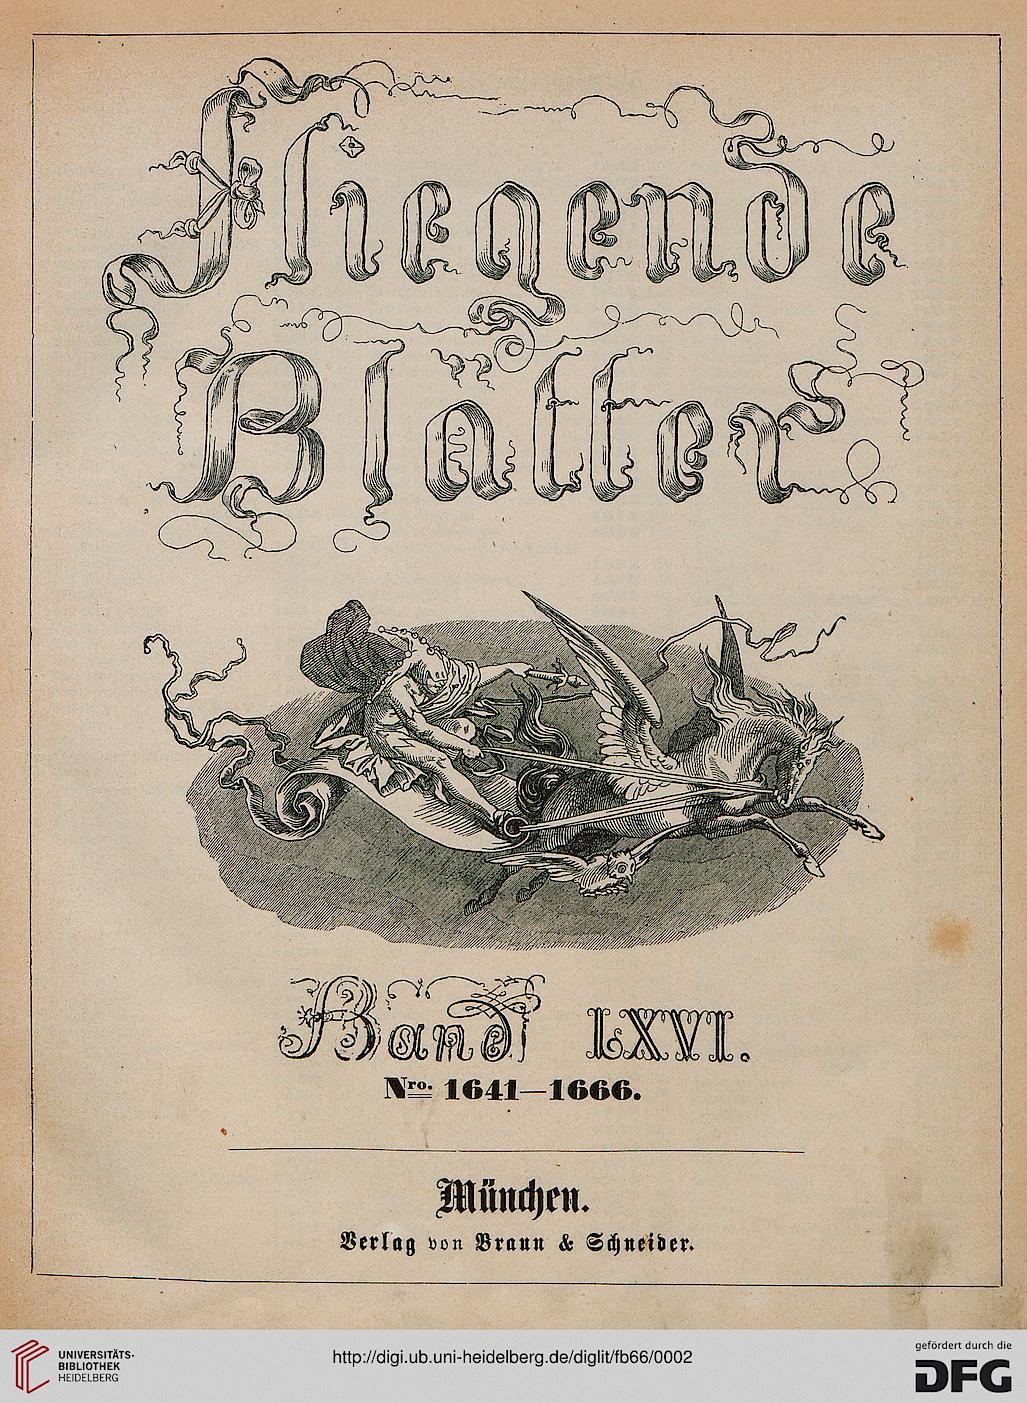 Fliegende
Blätter
Band LXVI.
Nro. 1641—1666.
München.
Verlag von Braun & Schneider.
UNIVERSITÄTS-
BIBLIOTHEK
HEIDELBERG
http://digi.ub.uni-heidelberg.de/diglit/fb66/0002
gefördert durch die
DFG